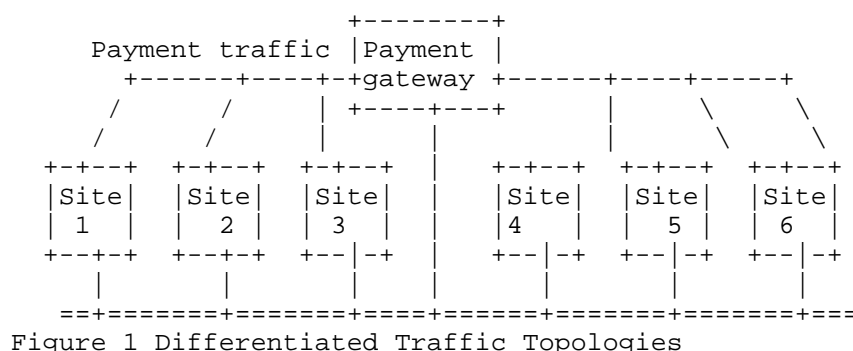 +--------+
Payment traffic |Payment |
+------+----+-+gateway +------+----+-----+
/ / | +----+---+ | \ \
/ / | | | \ \
+-+--+ +-+--+ +-+--+ | +-+--+ +-+--+ +-+--+
|Site| |Site| |Site| | |Site| |Site| |Site|
| 1 | | 2 | | 3 | | |4 | | 5 | | 6 |
+--+-+ +--+-+ +--|-+ | +--|-+ +--|-+ +--|-+
| | | | | | |
==+=======+=======+====+======+=======+=======+===
Figure 1 Differentiated Traffic Topologies